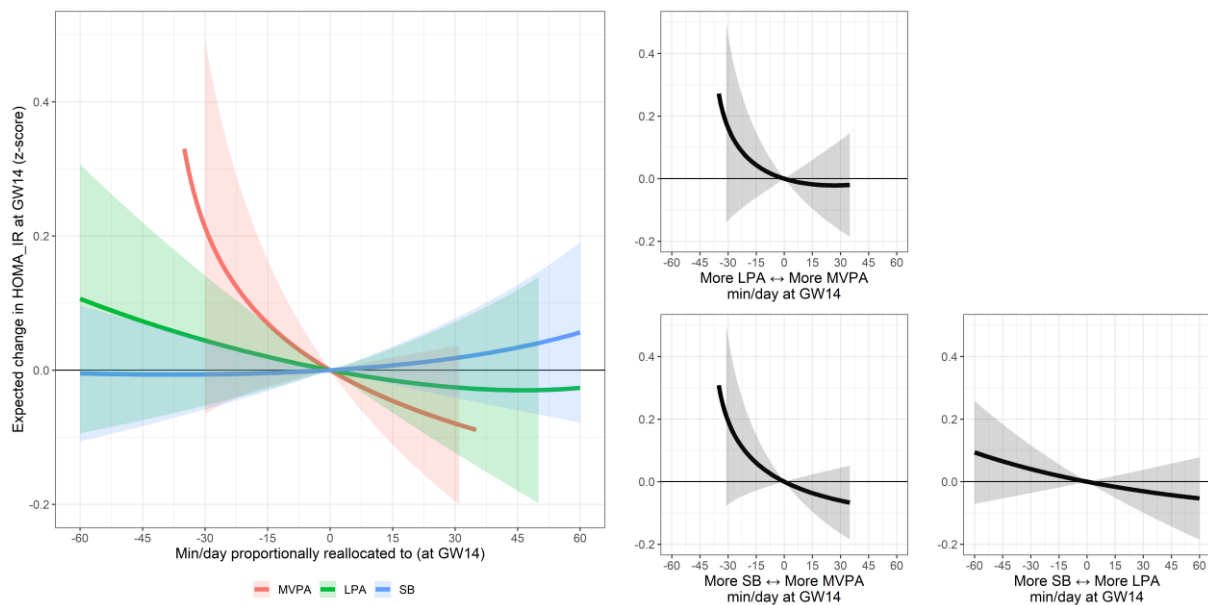 Expected change in HOMA_IR at GW14 (z-score)
0.4
0.2
0.0
-0.2
-60 -45 -30 -15 0 15 30 45 60
Min/day proportionally reallocated to (at GW14)
MVPA LPA SB
0.4
0.2
0.0
-0.2
-60 -45 -30 -15 0 15 30 45 60
More LPA ↔ More MVPA
min/day at GW14
0.4
0.2
0.0
-0.2
-60 -45 -30 -15 0 15 30 45 60
More SB ↔ More MVPA
min/day at GW14
0.4
0.2
0.0
-0.2
-60 -45 -30 -15 0 15 30 45 60
More SB ↔ More LPA
min/day at GW14